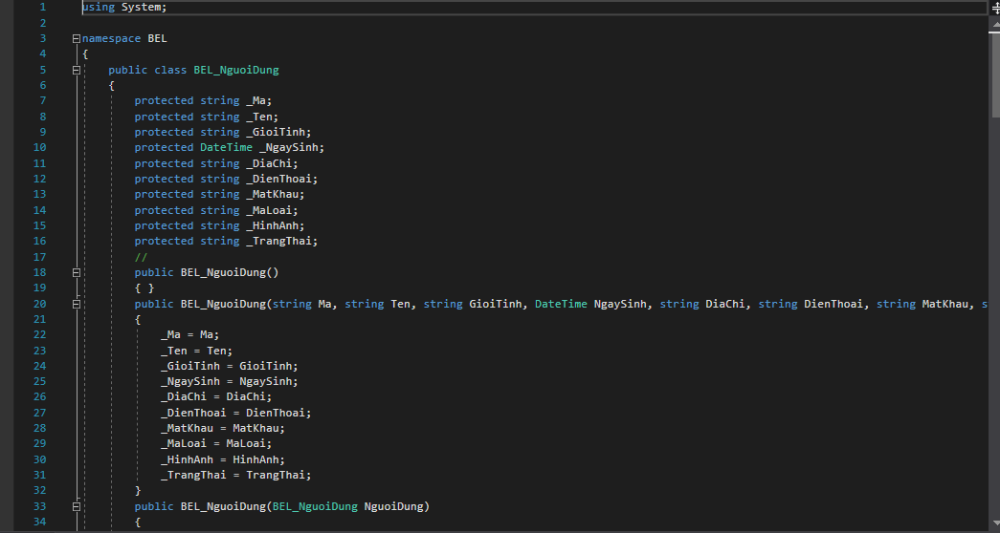 1 using System;
2
3 namespace BEL
4 {
5 public class BEL_NguoiDung
6 {
7 protected string _Ma;
8 protected string _Ten;
9 protected string _GioiTinh;
10 protected DateTime _NgaySinh;
11 protected string _DiaChi;
12 protected string _DienThoai;
13 protected string _MatKhau;
14 protected string _MaLoai;
15 protected string _HinhAnh;
16 protected string _TrangThai;
17 //
18 public BEL_NguoiDung()
19 { }
20 public BEL_NguoiDung(string Ma, string Ten, string GioiTinh, DateTime NgaySinh, string DiaChi, string DienThoai, string MatKhau, s
21 {
22 _Ma = Ma;
23 _Ten = Ten;
24 _GioiTinh = GioiTinh;
25 _NgaySinh = NgaySinh;
26 _DiaChi = DiaChi;
27 _DienThoai = DienThoai;
28 _MatKhau = MatKhau;
29 _MaLoai = MaLoai;
30 _HinhAnh = HinhAnh;
31 _TrangThai = TrangThai;
32 }
33 public BEL_NguoiDung(BEL_NguoiDung NguoiDung)
34 {